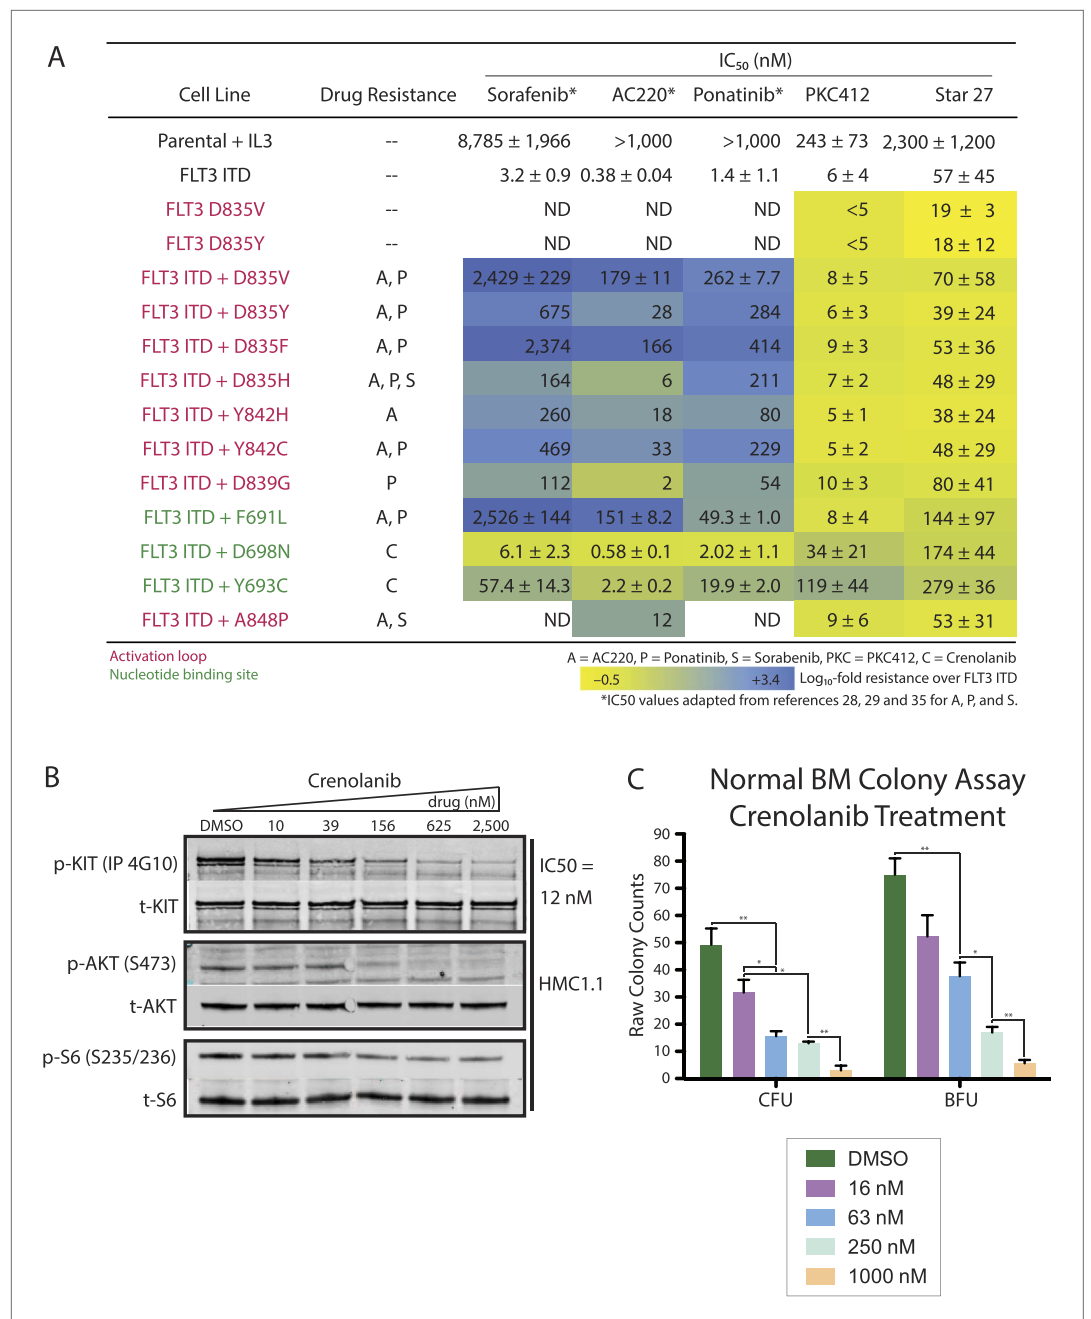 A
IC₅₀ (nM)
Cell Line Drug Resistance Sorafenib* AC220* Ponatinib* PKC412 Star 27
Parental + IL3 -- 8,785 ± 1,966 >1,000 >1,000 243 ± 73 2,300 ± 1,200
FLT3 ITD -- 3.2 ± 0.9 0.38 ± 0.04 1.4 ± 1.1 6 ± 4 57 ± 45
FLT3 D835V -- ND ND ND <5 19 ± 3
FLT3 D835Y -- ND ND ND <5 18 ± 12
FLT3 ITD + D835V A, P 2,429 ± 229 179 ± 11 262 ± 7.7 8 ± 5 70 ± 58
FLT3 ITD + D835Y A, P 675 28 284 6 ± 3 39 ± 24
FLT3 ITD + D835F A, P 2,374 166 414 9 ± 3 53 ± 36
FLT3 ITD + D835H A, P, S 164 6 211 7 ± 2 48 ± 29
FLT3 ITD + Y842H A 260 18 80 5 ± 1 38 ± 24
FLT3 ITD + Y842C A, P 469 33 229 5 ± 2 48 ± 29
FLT3 ITD + D839G P 112 2 54 10 ± 3 80 ± 41
FLT3 ITD + F691L A, P 2,526 ± 144 151 ± 8.2 49.3 ± 1.0 8 ± 4 144 ± 97
FLT3 ITD + D698N C 6.1 ± 2.3 0.58 ± 0.1 2.02 ± 1.1 34 ± 21 174 ± 44
FLT3 ITD + Y693C C 57.4 ± 14.3 2.2 ± 0.2 19.9 ± 2.0 119 ± 44 279 ± 36
FLT3 ITD + A848P A, S ND 12 ND 9 ± 6 53 ± 31
Activation loop
Nucleotide binding site
A = AC220, P = Ponatinib, S = Sorabenib, PKC = PKC412, C = Crenolanib
−0.5 +3.4 Log₁₀-fold resistance over FLT3 ITD
*IC50 values adapted from references 28, 29 and 35 for A, P, and S.
B
Crenolanib
drug (nM)
DMSO 10 39 156 625 2,500
p-KIT (IP 4G10)
t-KIT
p-AKT (S473)
t-AKT
p-S6 (S235/236)
t-S6
IC50 =
12 nM
HMC1.1
C
Normal BM Colony Assay
Crenolanib Treatment
Raw Colony Counts
90
80
70
60
50
40
30
20
10
0
** * * **
** * **
CFU BFU
DMSO
16 nM
63 nM
250 nM
1000 nM